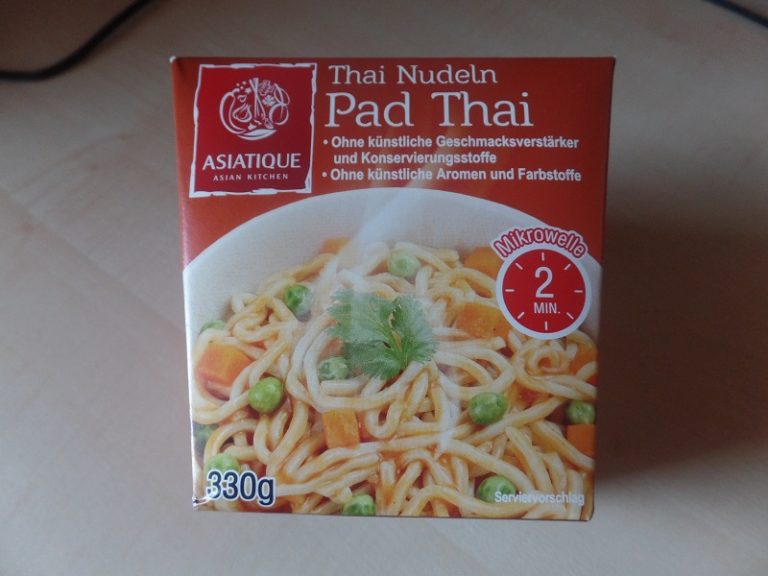 Thai Nudeln
Pad Thai
• Ohne künstliche Geschmacksverstärker
und Konservierungsstoffe
• Ohne künstliche Aromen und Farbstoffe
ASIATIQUE
ASIAN KITCHEN
Mikrowelle
2
MIN.
330g
Serviervorschlag